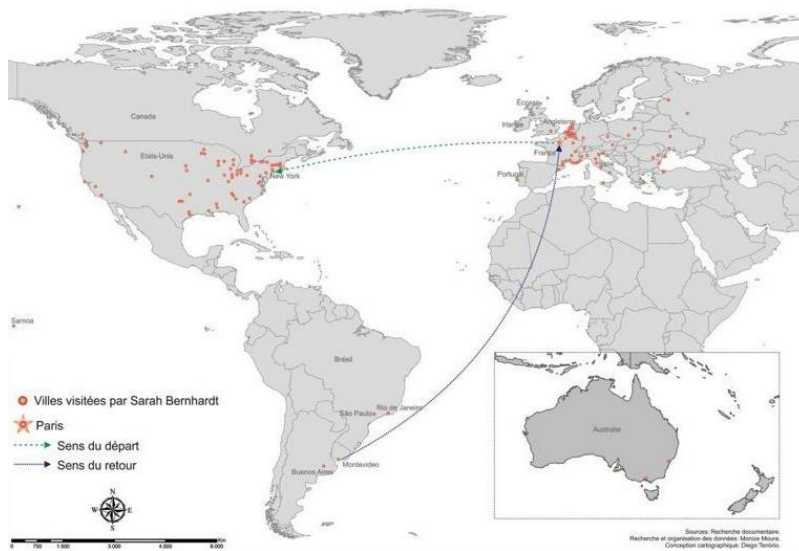 Canada
Etats-Unis
New York
Ecosse
Irlande
Angleterre
France
Portugal
Samoa
Brésil
São Paulo
Rio de Janeiro
Buenos Aires
Montevideo
Australie
Villes visitées par Sarah Bernhardt
Paris
Sens du départ
Sens du retour
N
W
E
S
0 750 1.500 3.000 4.500 6.000
Km
Sources: Recherche documentaire.
Recherche et organisation des données: Monize Moura.
Conception cartographique: Diego Tenório.